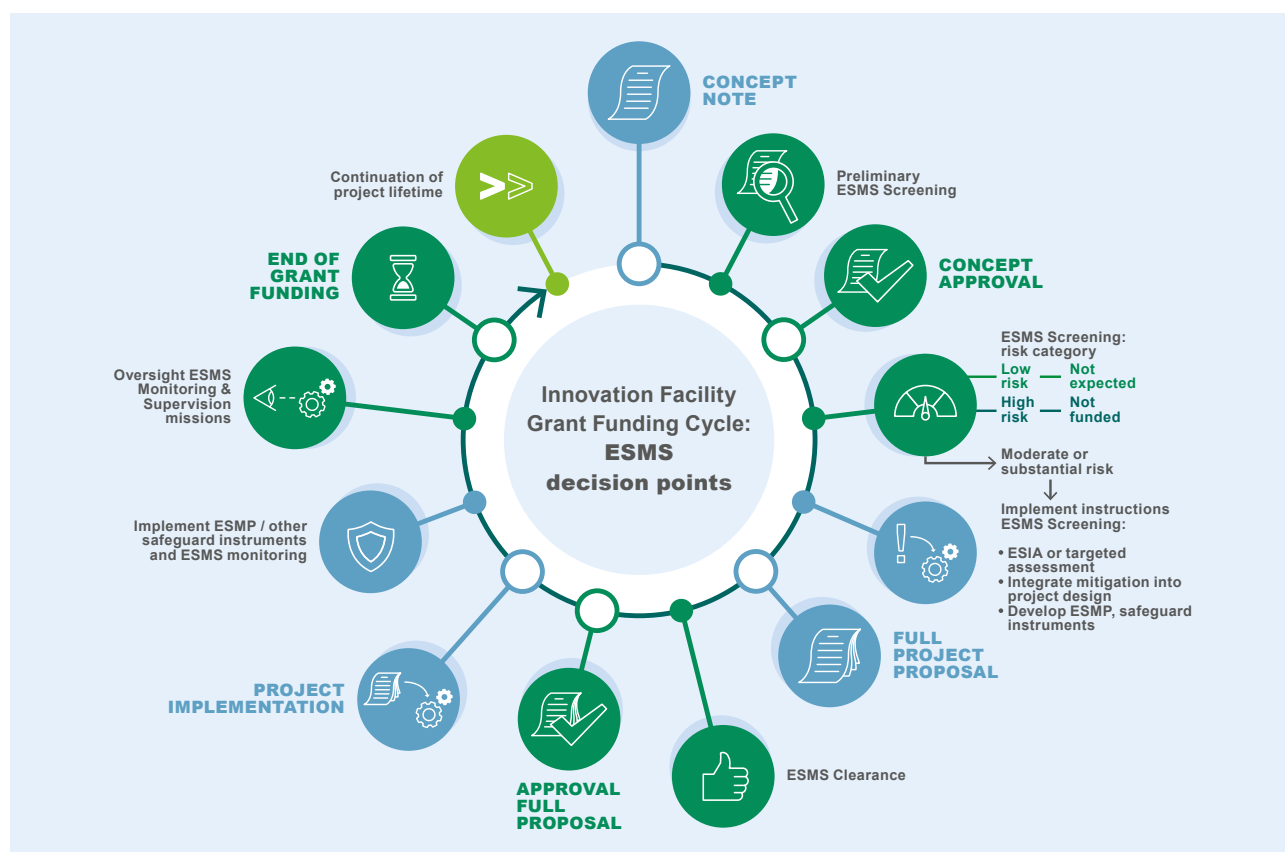 CONCEPT
NOTE
Preliminary
ESMS Screening
CONCEPT
APPROVAL
ESMS Screening:
risk category
Low
risk
Not
expected
High
risk
Not
funded
Moderate or
substantial risk
Implement instructions
ESMS Screening:
• ESIA or targeted
assessment
• Integrate mitigation into
project design
• Develop ESMP, safeguard
instruments
FULL
PROJECT
PROPOSAL
ESMS Clearance
APPROVAL
FULL
PROPOSAL
PROJECT
IMPLEMENTATION
Implement ESMP / other
safeguard instruments
and ESMS monitoring
Oversight ESMS
Monitoring &
Supervision
missions
END OF
GRANT
FUNDING
Continuation of
project lifetime
Innovation Facility
Grant Funding Cycle:
ESMS
decision points